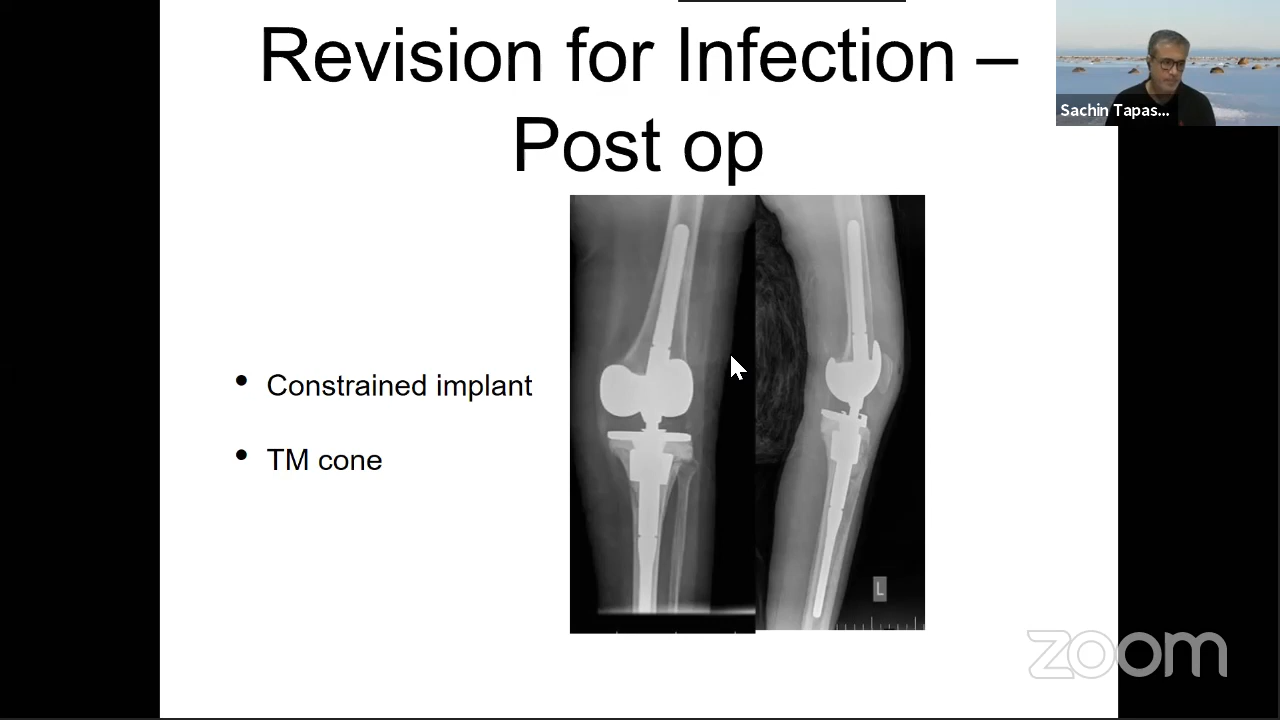 Revision for Infection –
Post op
Sachin Tapas...
• Constrained implant
• TM cone
L
zoom